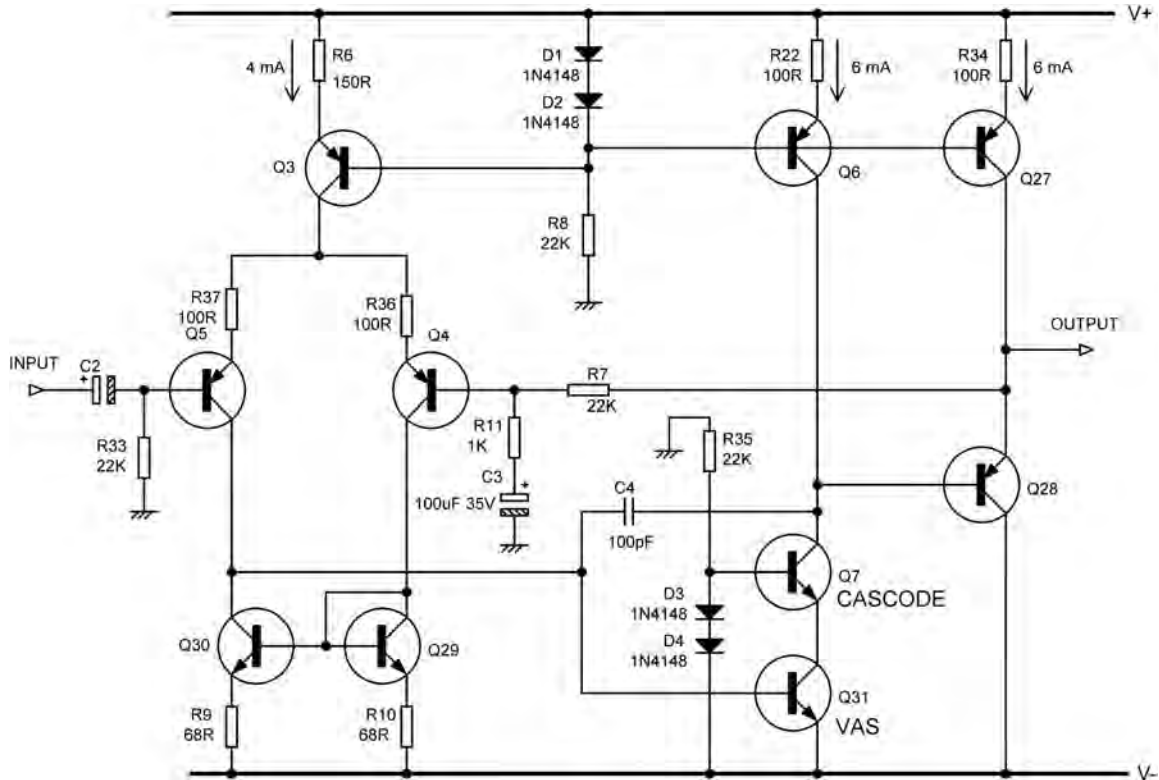 V+
R6
150R
4 mA
D1
1N4148
D2
1N4148
R22
100R
6 mA
R34
100R
6 mA
Q3
Q6
Q27
R8
22K
R37
100R
R36
100R
Q5
Q4
OUTPUT
INPUT
C2
+
R7
22K
R33
22K
R11
1K
R35
22K
C3
+
100uF 35V
C4
100pF
Q28
Q7
CASCODE
D3
1N4148
D4
1N4148
Q30
Q29
Q31
VAS
R9
68R
R10
68R
V-